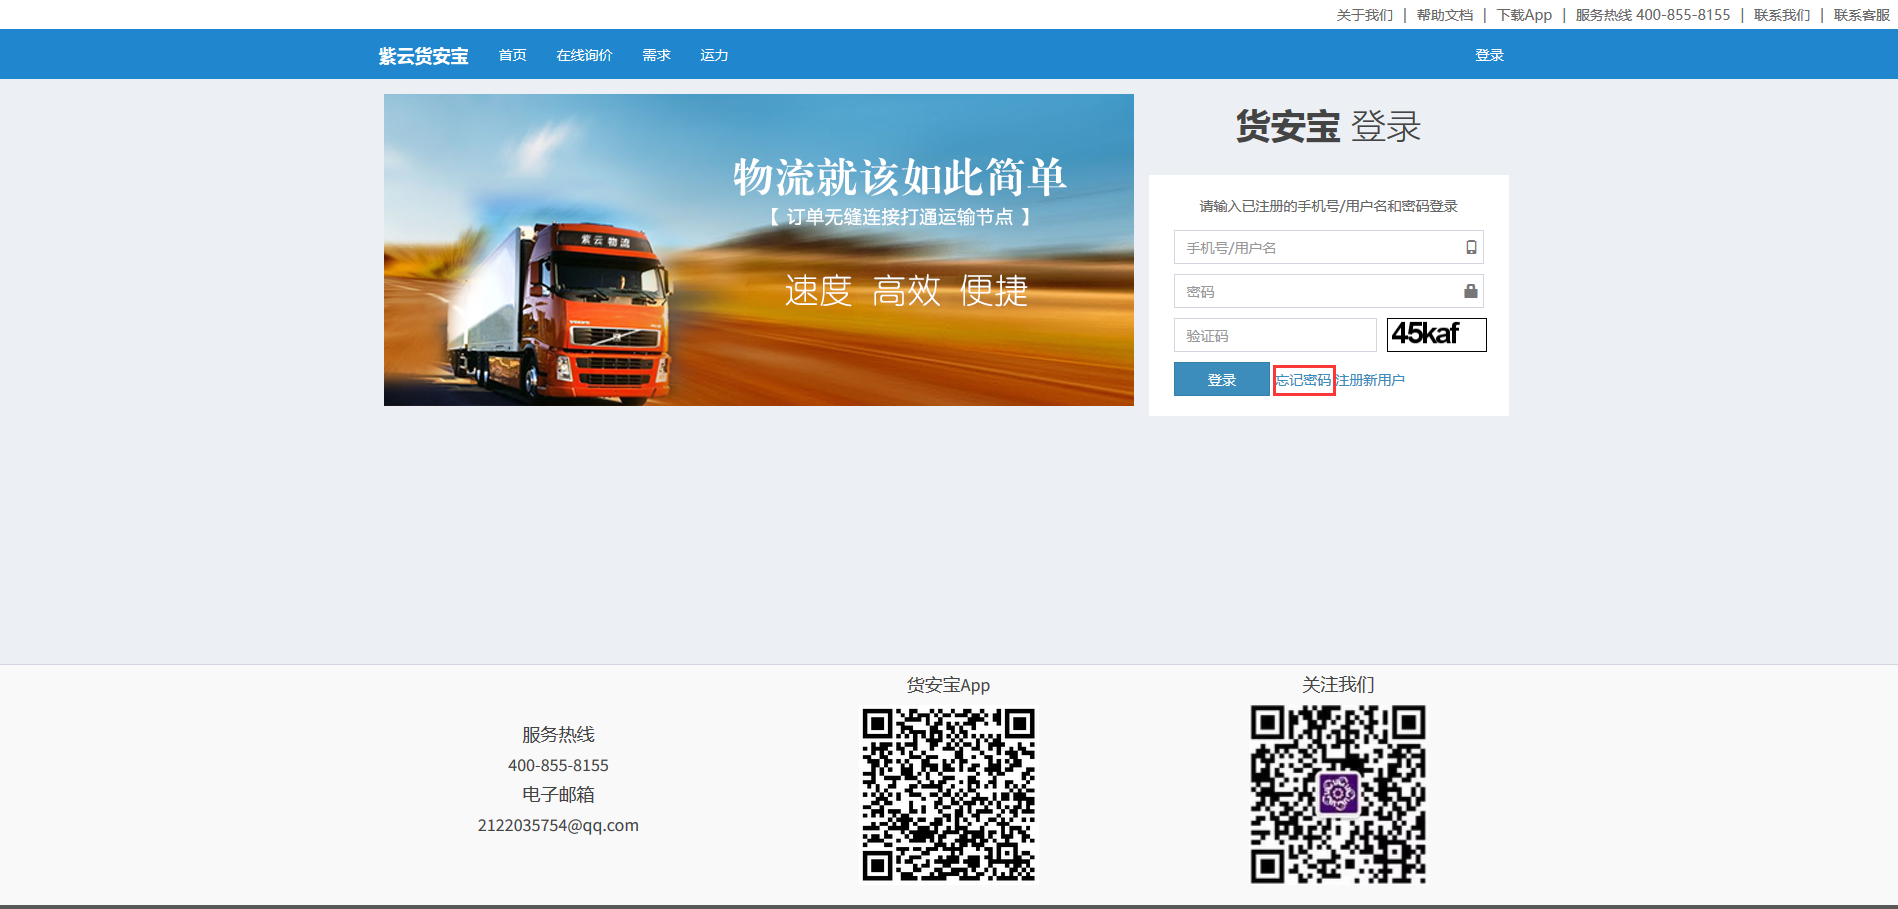 关于我们 | 帮助文档 | 下载App | 服务热线 400-855-8155 | 联系我们 | 联系客服
紫云货安宝 首页 在线询价 需求 运力 登录
物流就该如此简单
【 订单无缝连接打通运输节点 】
速度 高效 便捷
紫云物流
VOLVO
货安宝 登录
请输入已注册的手机号/用户名和密码登录
手机号/用户名
密码
验证码 45kaf
登录 忘记密码 注册新用户
服务热线
400-855-8155
电子邮箱
2122035754@qq.com
货安宝App
关注我们